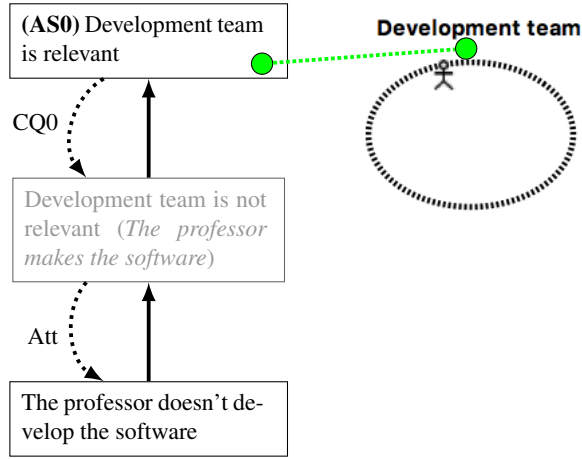 (AS0) Development team
is relevant
Development team
CQ0
Development team is not
relevant (The professor
makes the software)
Att
The professor doesn't de-
velop the software